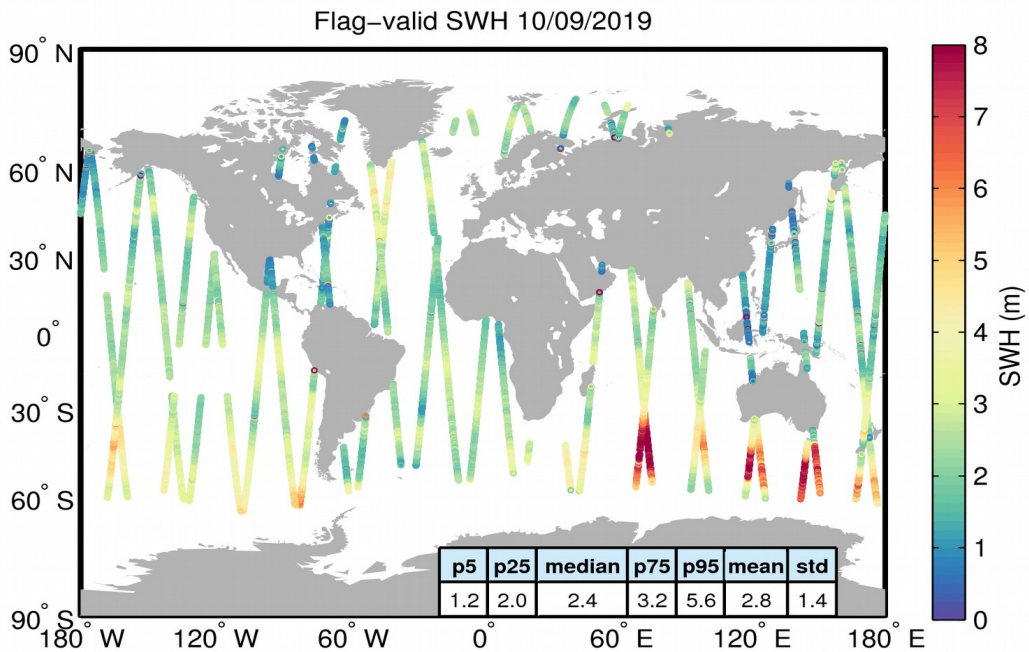 Flag−valid SWH 10/09/2019
90° N
60° N
30° N
0°
30° S
60° S
90° S
180° W
120° W
60° W
0°
60° E
120° E
180° E
p5 p25 median p75 p95 mean std
1.2 2.0 2.4 3.2 5.6 2.8 1.4
8
7
6
5
4
3
2
1
0
SWH (m)